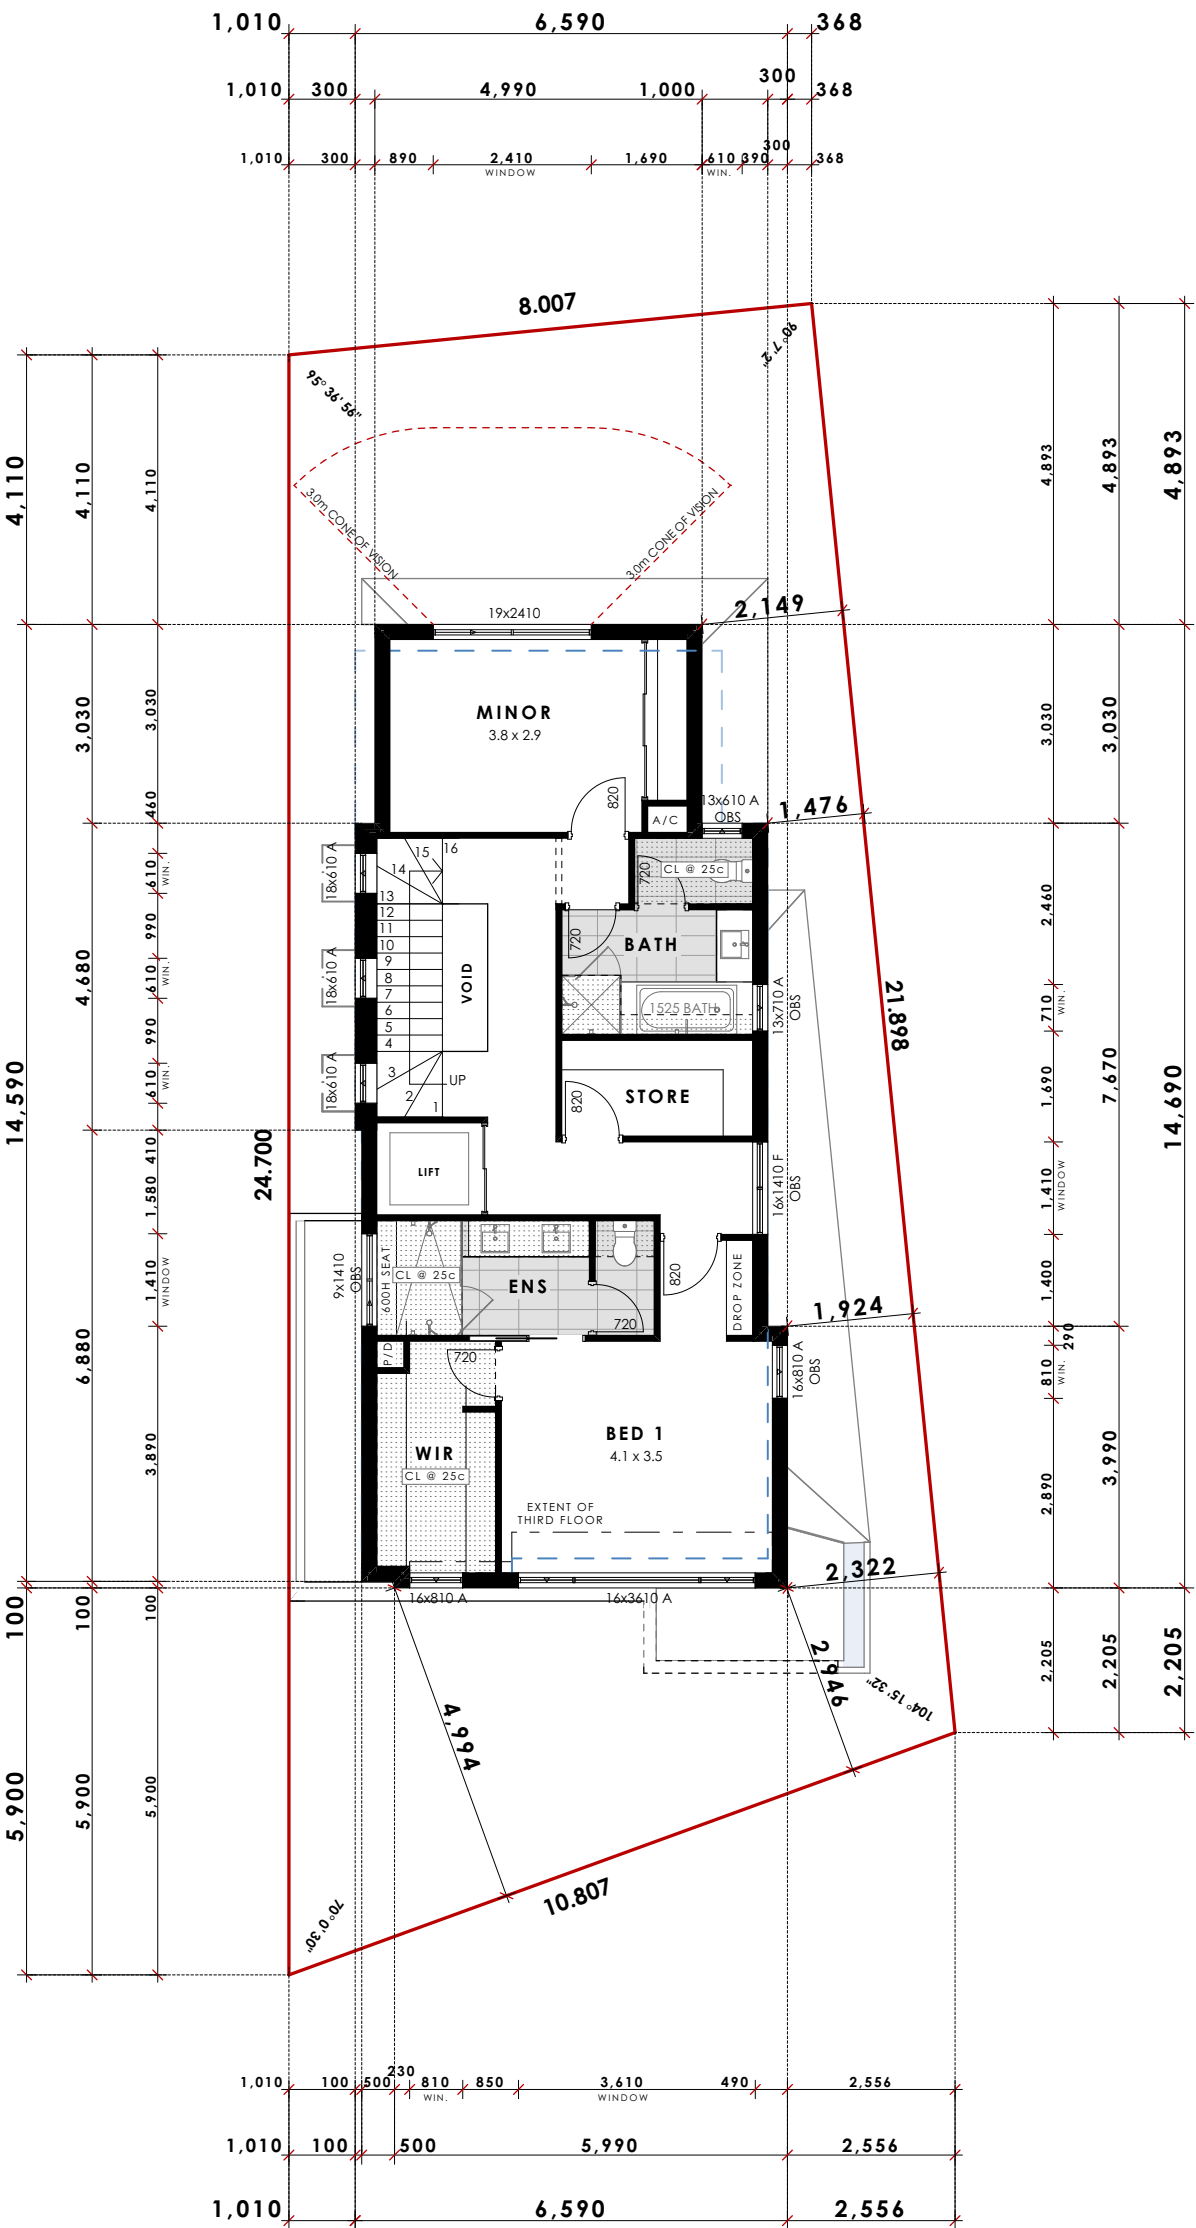 1,010
6,590
368
1,010
300
4,990
1,000
300
368
1,010
300
890
2,410
WINDOW
1,690
610
WIN.
390
300
368
8.007
95° 36' 56"
90° 7' 2"
3.0m CONE OF VISION
3.0m CONE OF VISION
4,110
4,110
4,110
4,893
4,893
4,893
19x2410
2,149
MINOR
3.8 x 2.9
820
A/C
13x610 A
OBS
1,476
3,030
3,030
460
3,030
3,030
18x610 A
15
16
14
13
12
11
10
9
8
7
6
5
4
3
2
1
UP
VOID
18x610 A
18x610 A
720
CL @ 25c
720
BATH
1525 BATH
13x710 A
OBS
21.898
610
WIN.
990
610
WIN.
990
610
WIN.
4,680
14,590
410
1,580
1,410
WINDOW
24.700
2,460
710
WIN.
1,690
7,670
14,690
1,410
WINDOW
1,400
STORE
820
LIFT
16x1410 F
OBS
9x1410
OBS
600H SEAT
CL @ 25c
ENS
720
820
DROP ZONE
1,924
290
810
WIN.
P/D
720
16x810 A
OBS
6,880
3,890
BED 1
4.1 x 3.5
WIR
CL @ 25c
EXTENT OF
THIRD FLOOR
3,990
2,890
2,322
16x810 A
16x3610 A
100
100
100
2,205
2,205
2,205
4,994
2,946
104° 15' 32"
5,900
5,900
5,900
10.807
70° 0' 30"
1,010
100
500
230
810
WIN.
850
3,610
WINDOW
490
2,556
1,010
100
500
5,990
2,556
1,010
6,590
2,556